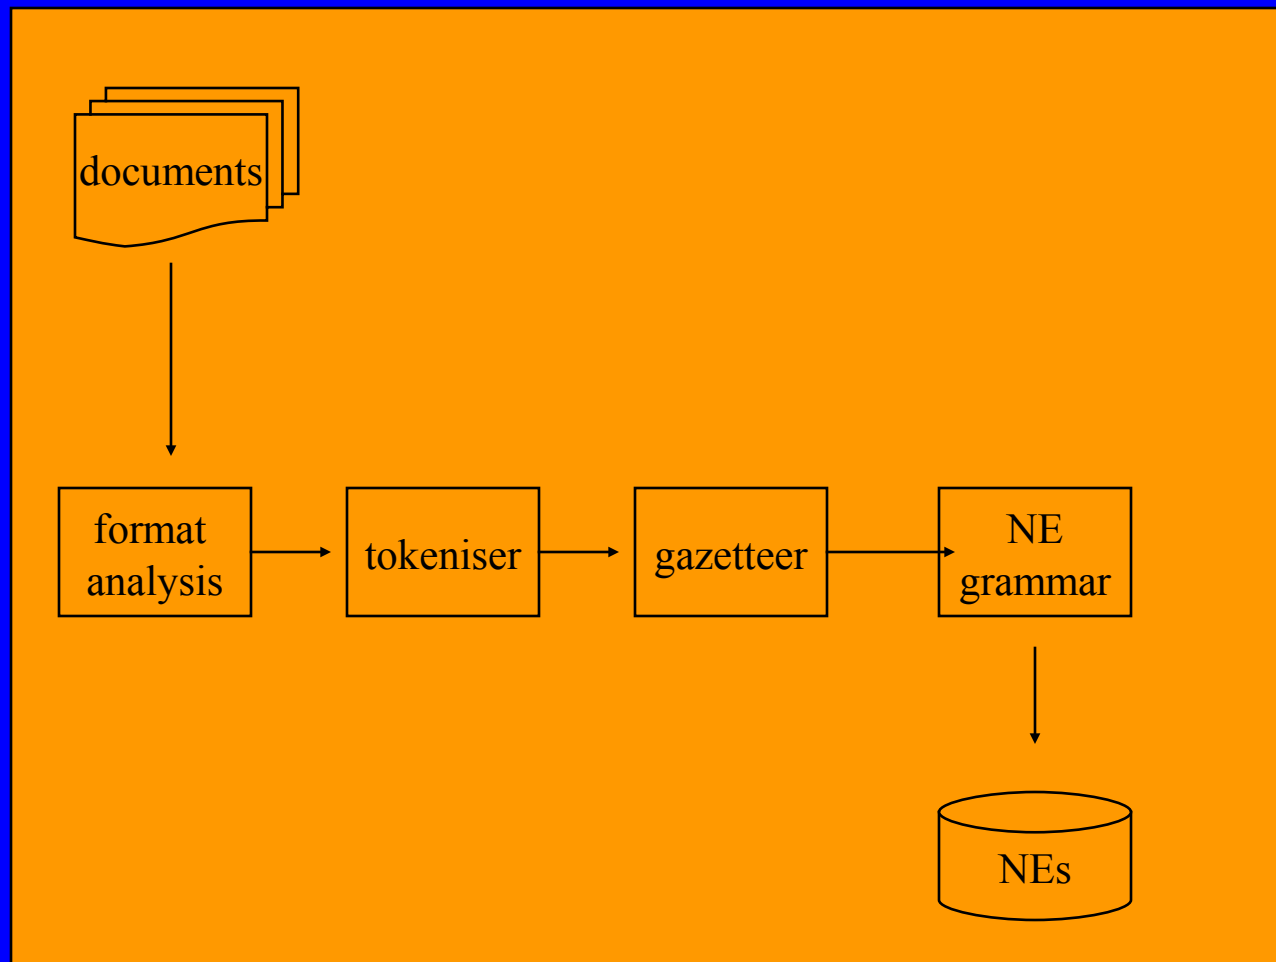 documents
format
analysis
tokeniser
gazetteer
NE
grammar
NEs